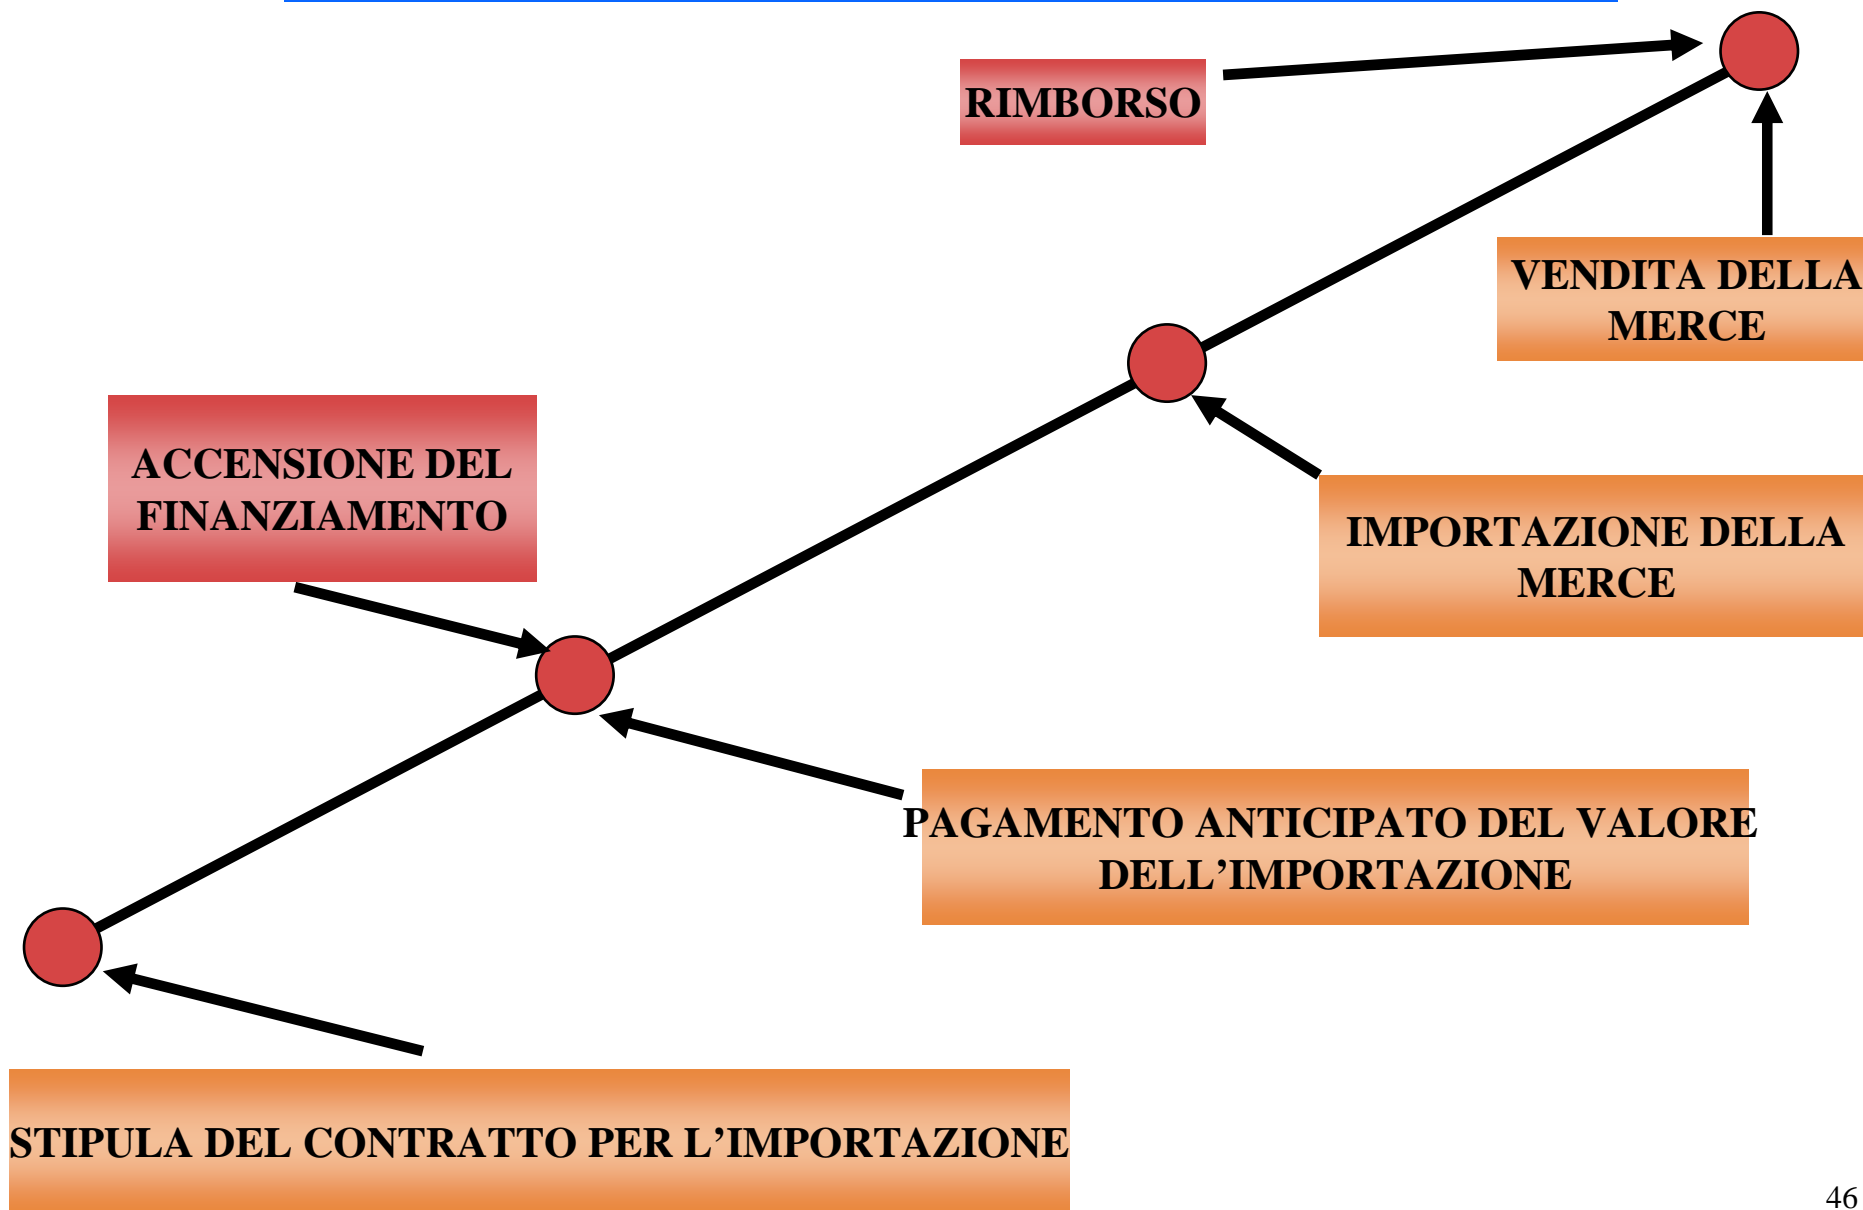 RIMBORSO
VENDITA DELLA
MERCE
ACCENSIONE DEL
FINANZIAMENTO
IMPORTAZIONE DELLA
MERCE
PAGAMENTO ANTICIPATO DEL VALORE
DELL’IMPORTAZIONE
STIPULA DEL CONTRATTO PER L’IMPORTAZIONE
46